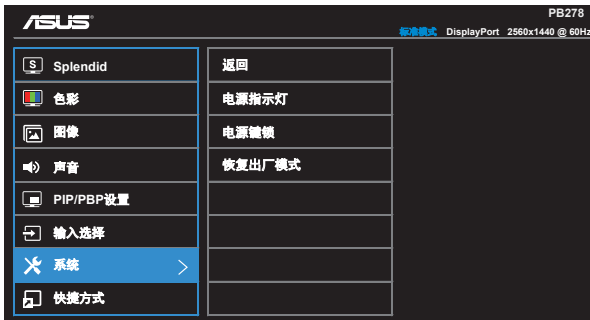 ASUS
PB278
标准模式 DisplayPort 2560x1440 @ 60Hz
S Splendid
色彩
图像
声音
PIP/PBP设置
输入选择
系统
快捷方式
返回
电源指示灯
电源键锁
恢复出厂模式